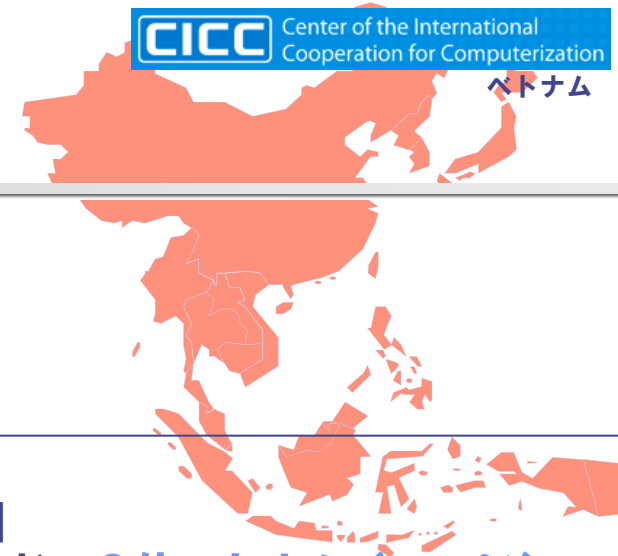 CICC Center of the International
Cooperation for Computerization
ベトナム